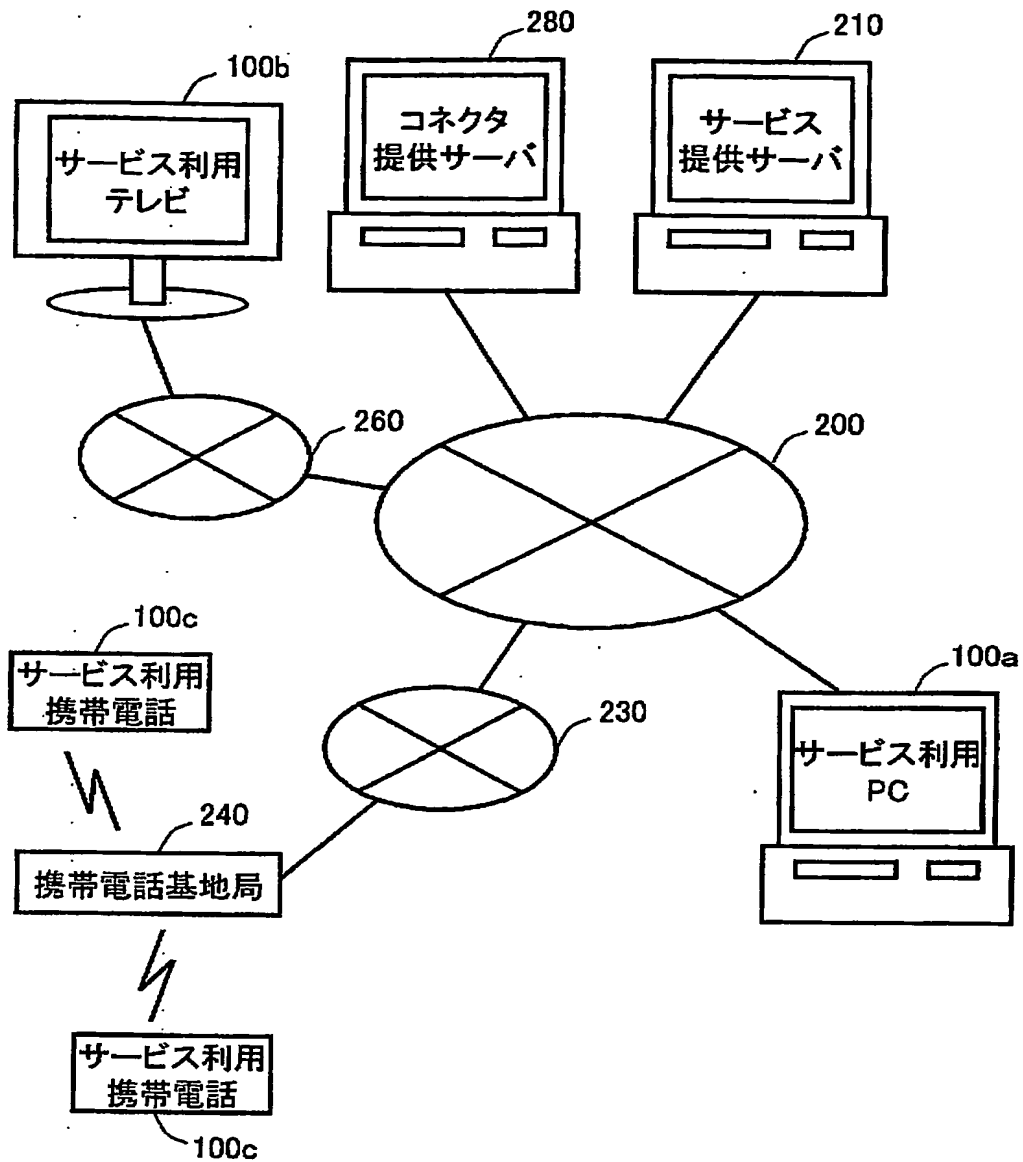 280
210
100b
コネクタ
提供サーバ
サービス
提供サーバ
サービス利用
テレビ
260
200
100c
サービス利用
携帯電話
230
100a
サービス利用
PC
240
携帯電話基地局
サービス利用
携帯電話
100c